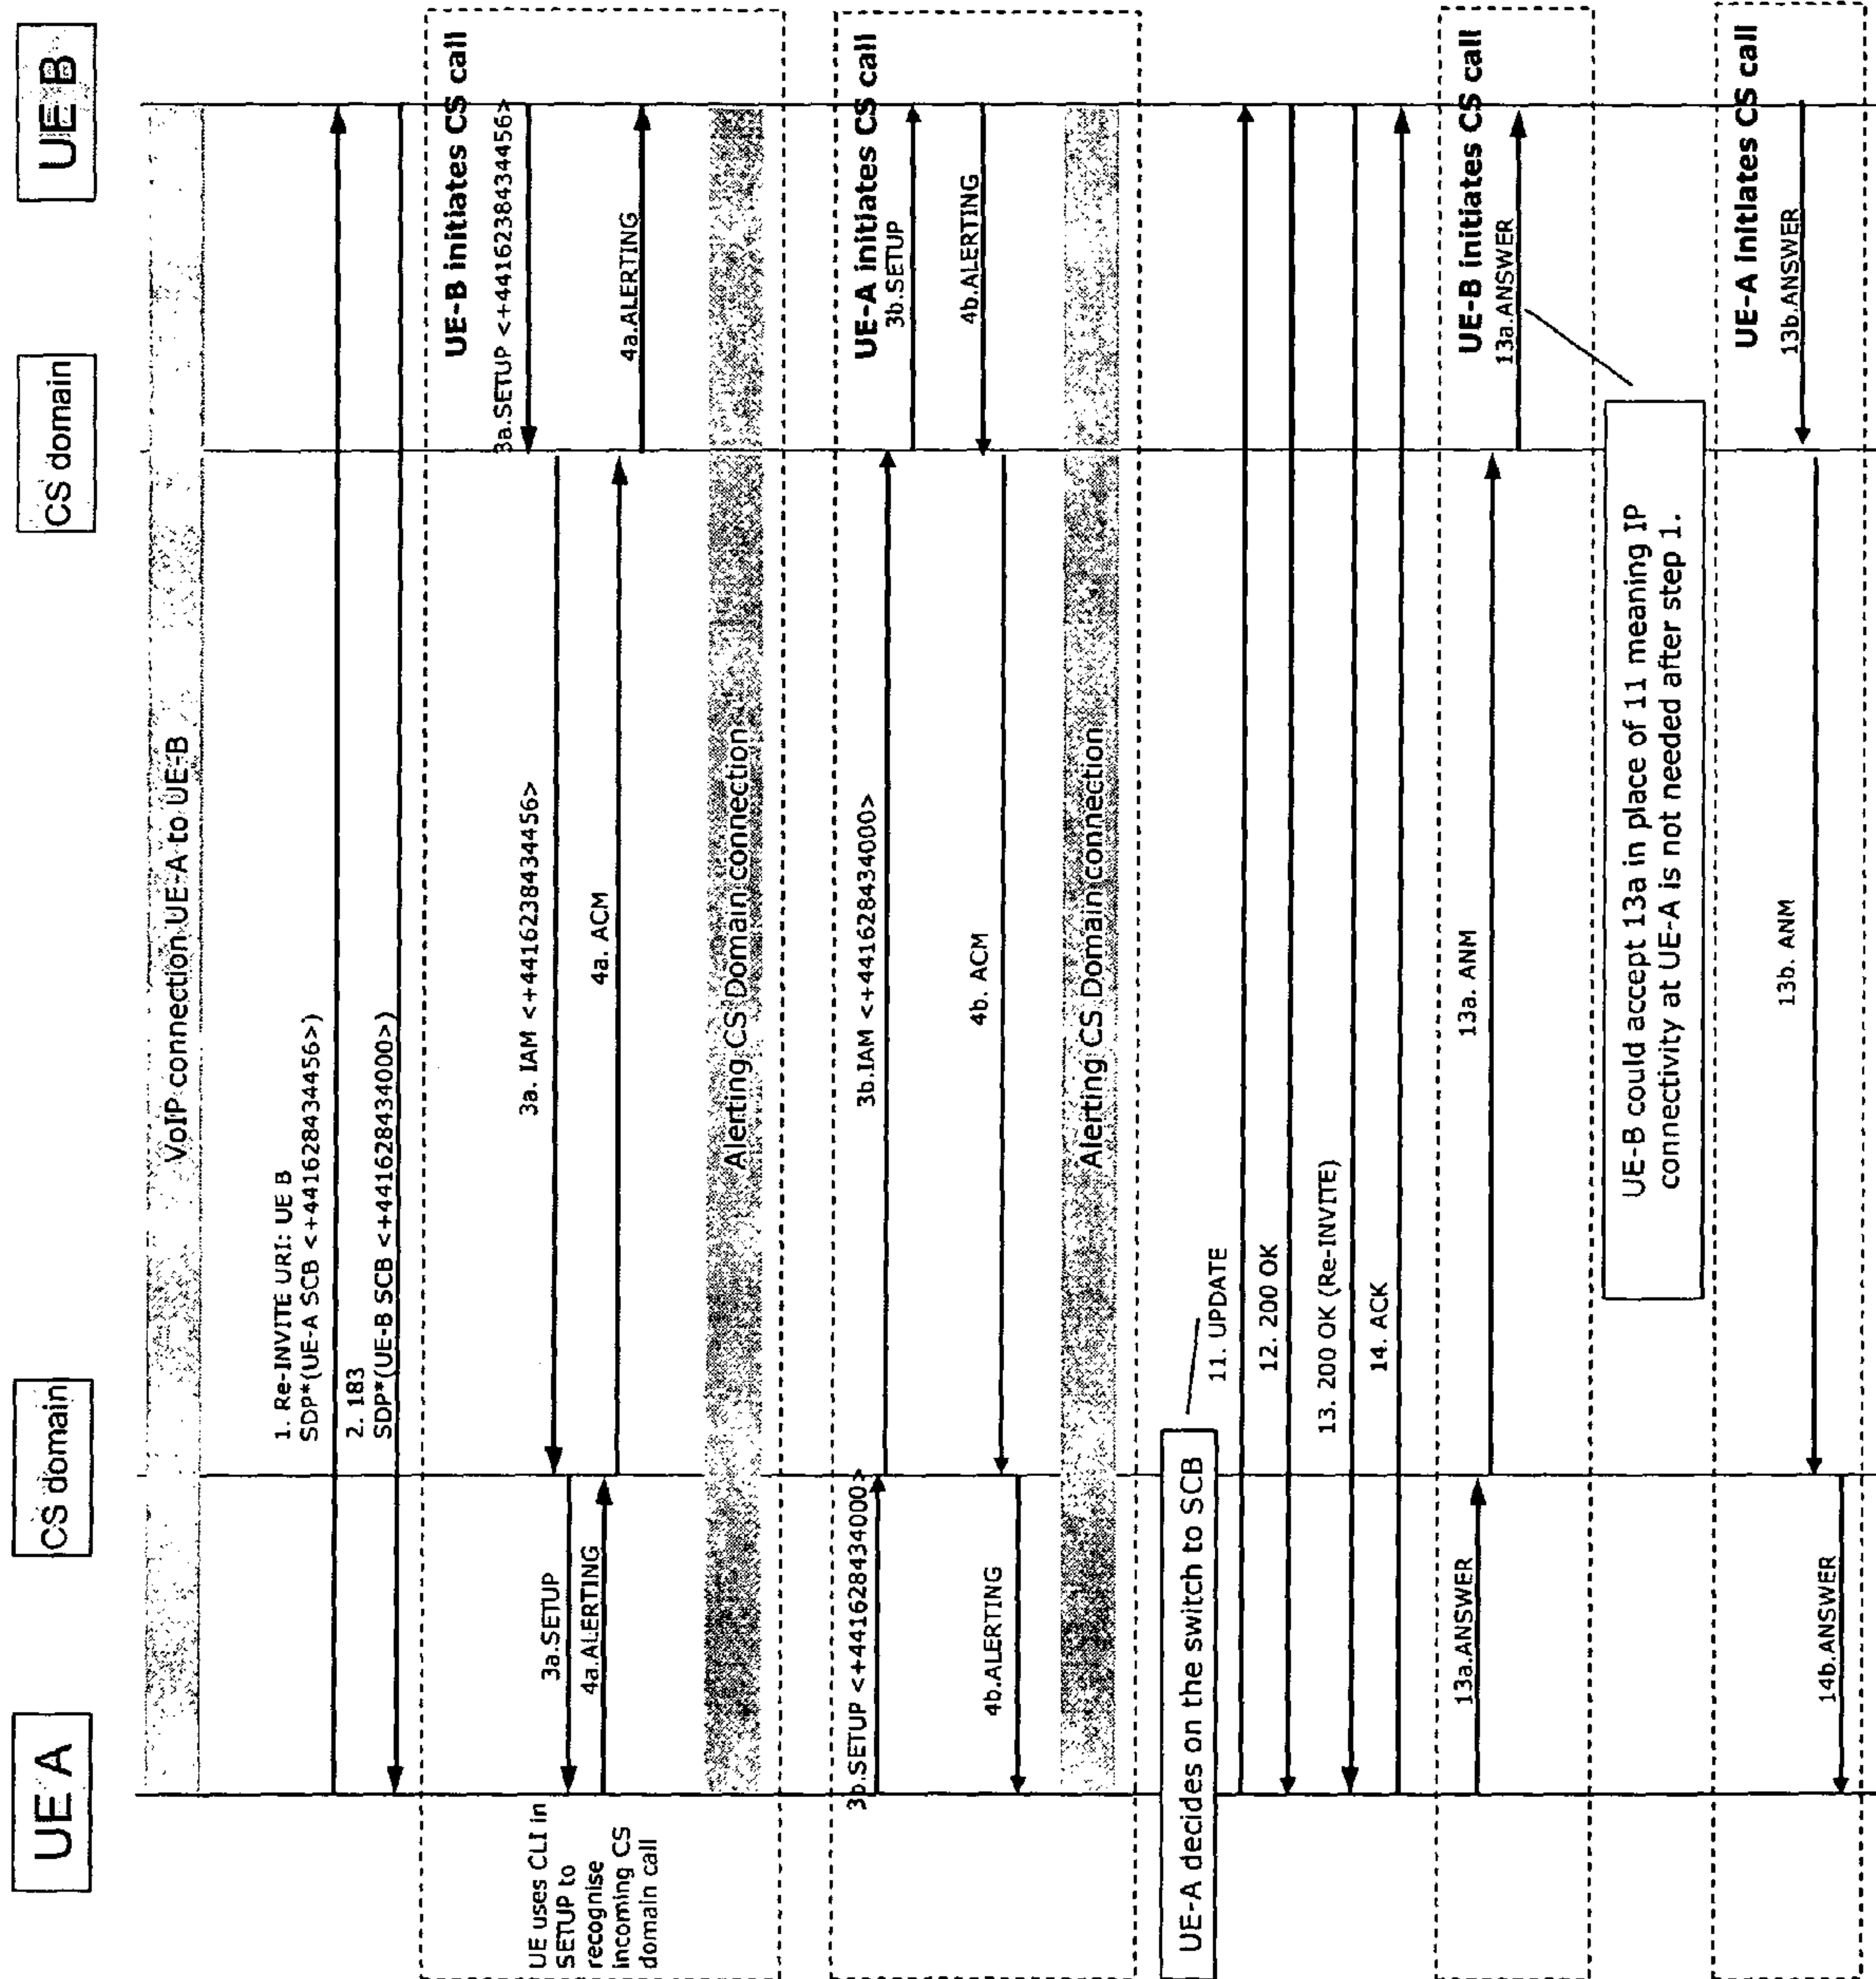 UE A
CS domain
CS domain
UE B
VoIP connection UE-A to UE-B
1. Re-INVITE URI: UE B
SDP*(UE-A SCB <+441628434456>)
2. 183
SDP*(UE-B SCB <+441628434000>)
UE-B initiates CS call
3a.SETUP <+4416238434456>
3a. IAM <+4416238434456>
3a.SETUP
UE uses CLI in
SETUP to
recognise
incoming CS
domain call
4a.ALERTING
4a. ACM
4a.ALERTING
Alerting CS Domain connection
UE-A initiates CS call
3b.SETUP <+441628434000>
3b.IAM <+441628434000>
3b.SETUP
4b.ALERTING
4b. ACM
4b.ALERTING
Alerting CS Domain connection
UE-A decides on the switch to SCB
11. UPDATE
12. 200 OK
13. 200 OK (Re-INVITE)
14. ACK
UE-B initiates CS call
13a.ANSWER
13a. ANM
13a.ANSWER
UE-B could accept 13a in place of 11 meaning IP
connectivity at UE-A is not needed after step 1.
UE-A initiates CS call
13b.ANSWER
13b. ANM
14b.ANSWER